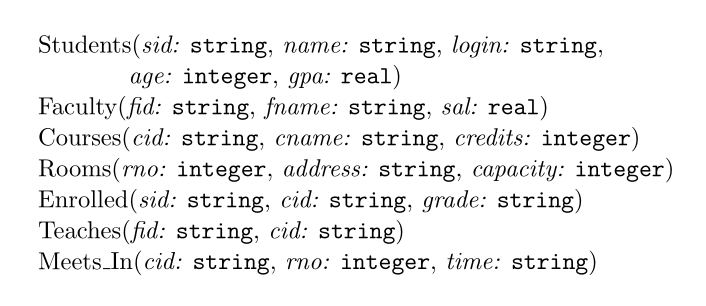 Students(sid: string, name: string, login: string,
age: integer, gpa: real)
Faculty(fid: string, fname: string, sal: real)
Courses(cid: string, cname: string, credits: integer)
Rooms(rno: integer, address: string, capacity: integer)
Enrolled(sid: string, cid: string, grade: string)
Teaches(fid: string, cid: string)
Meets_In(cid: string, rno: integer, time: string)